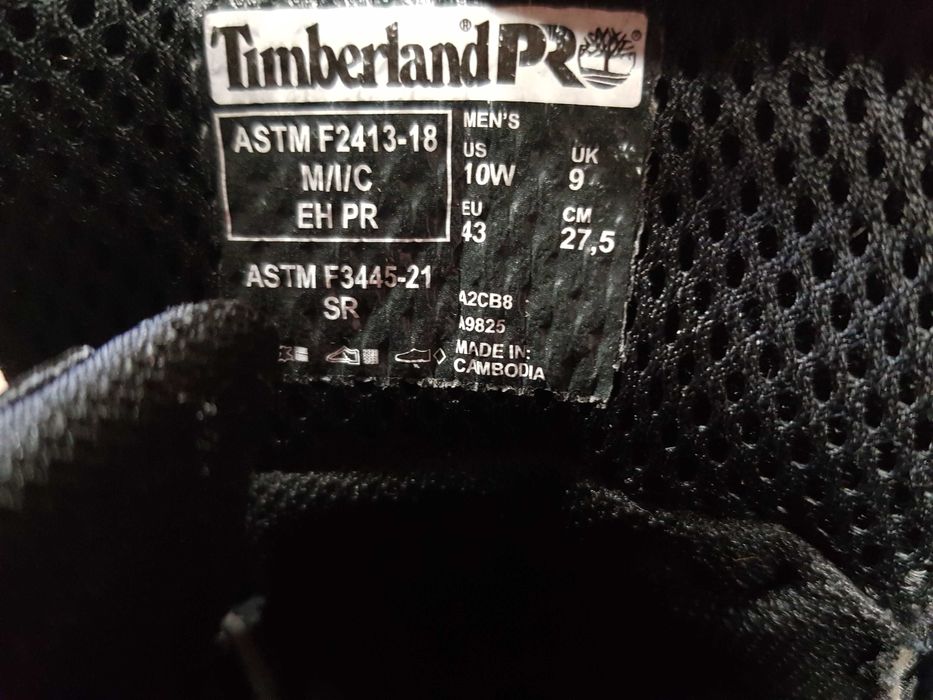 Timberland® PRO®
ASTM F2413-18
M/I/C
EH PR
ASTM F3445-21
SR
MEN'S
US
10W
UK
9
EU
43
CM
27,5
A2CB8
A9825
MADE IN:
CAMBODIA